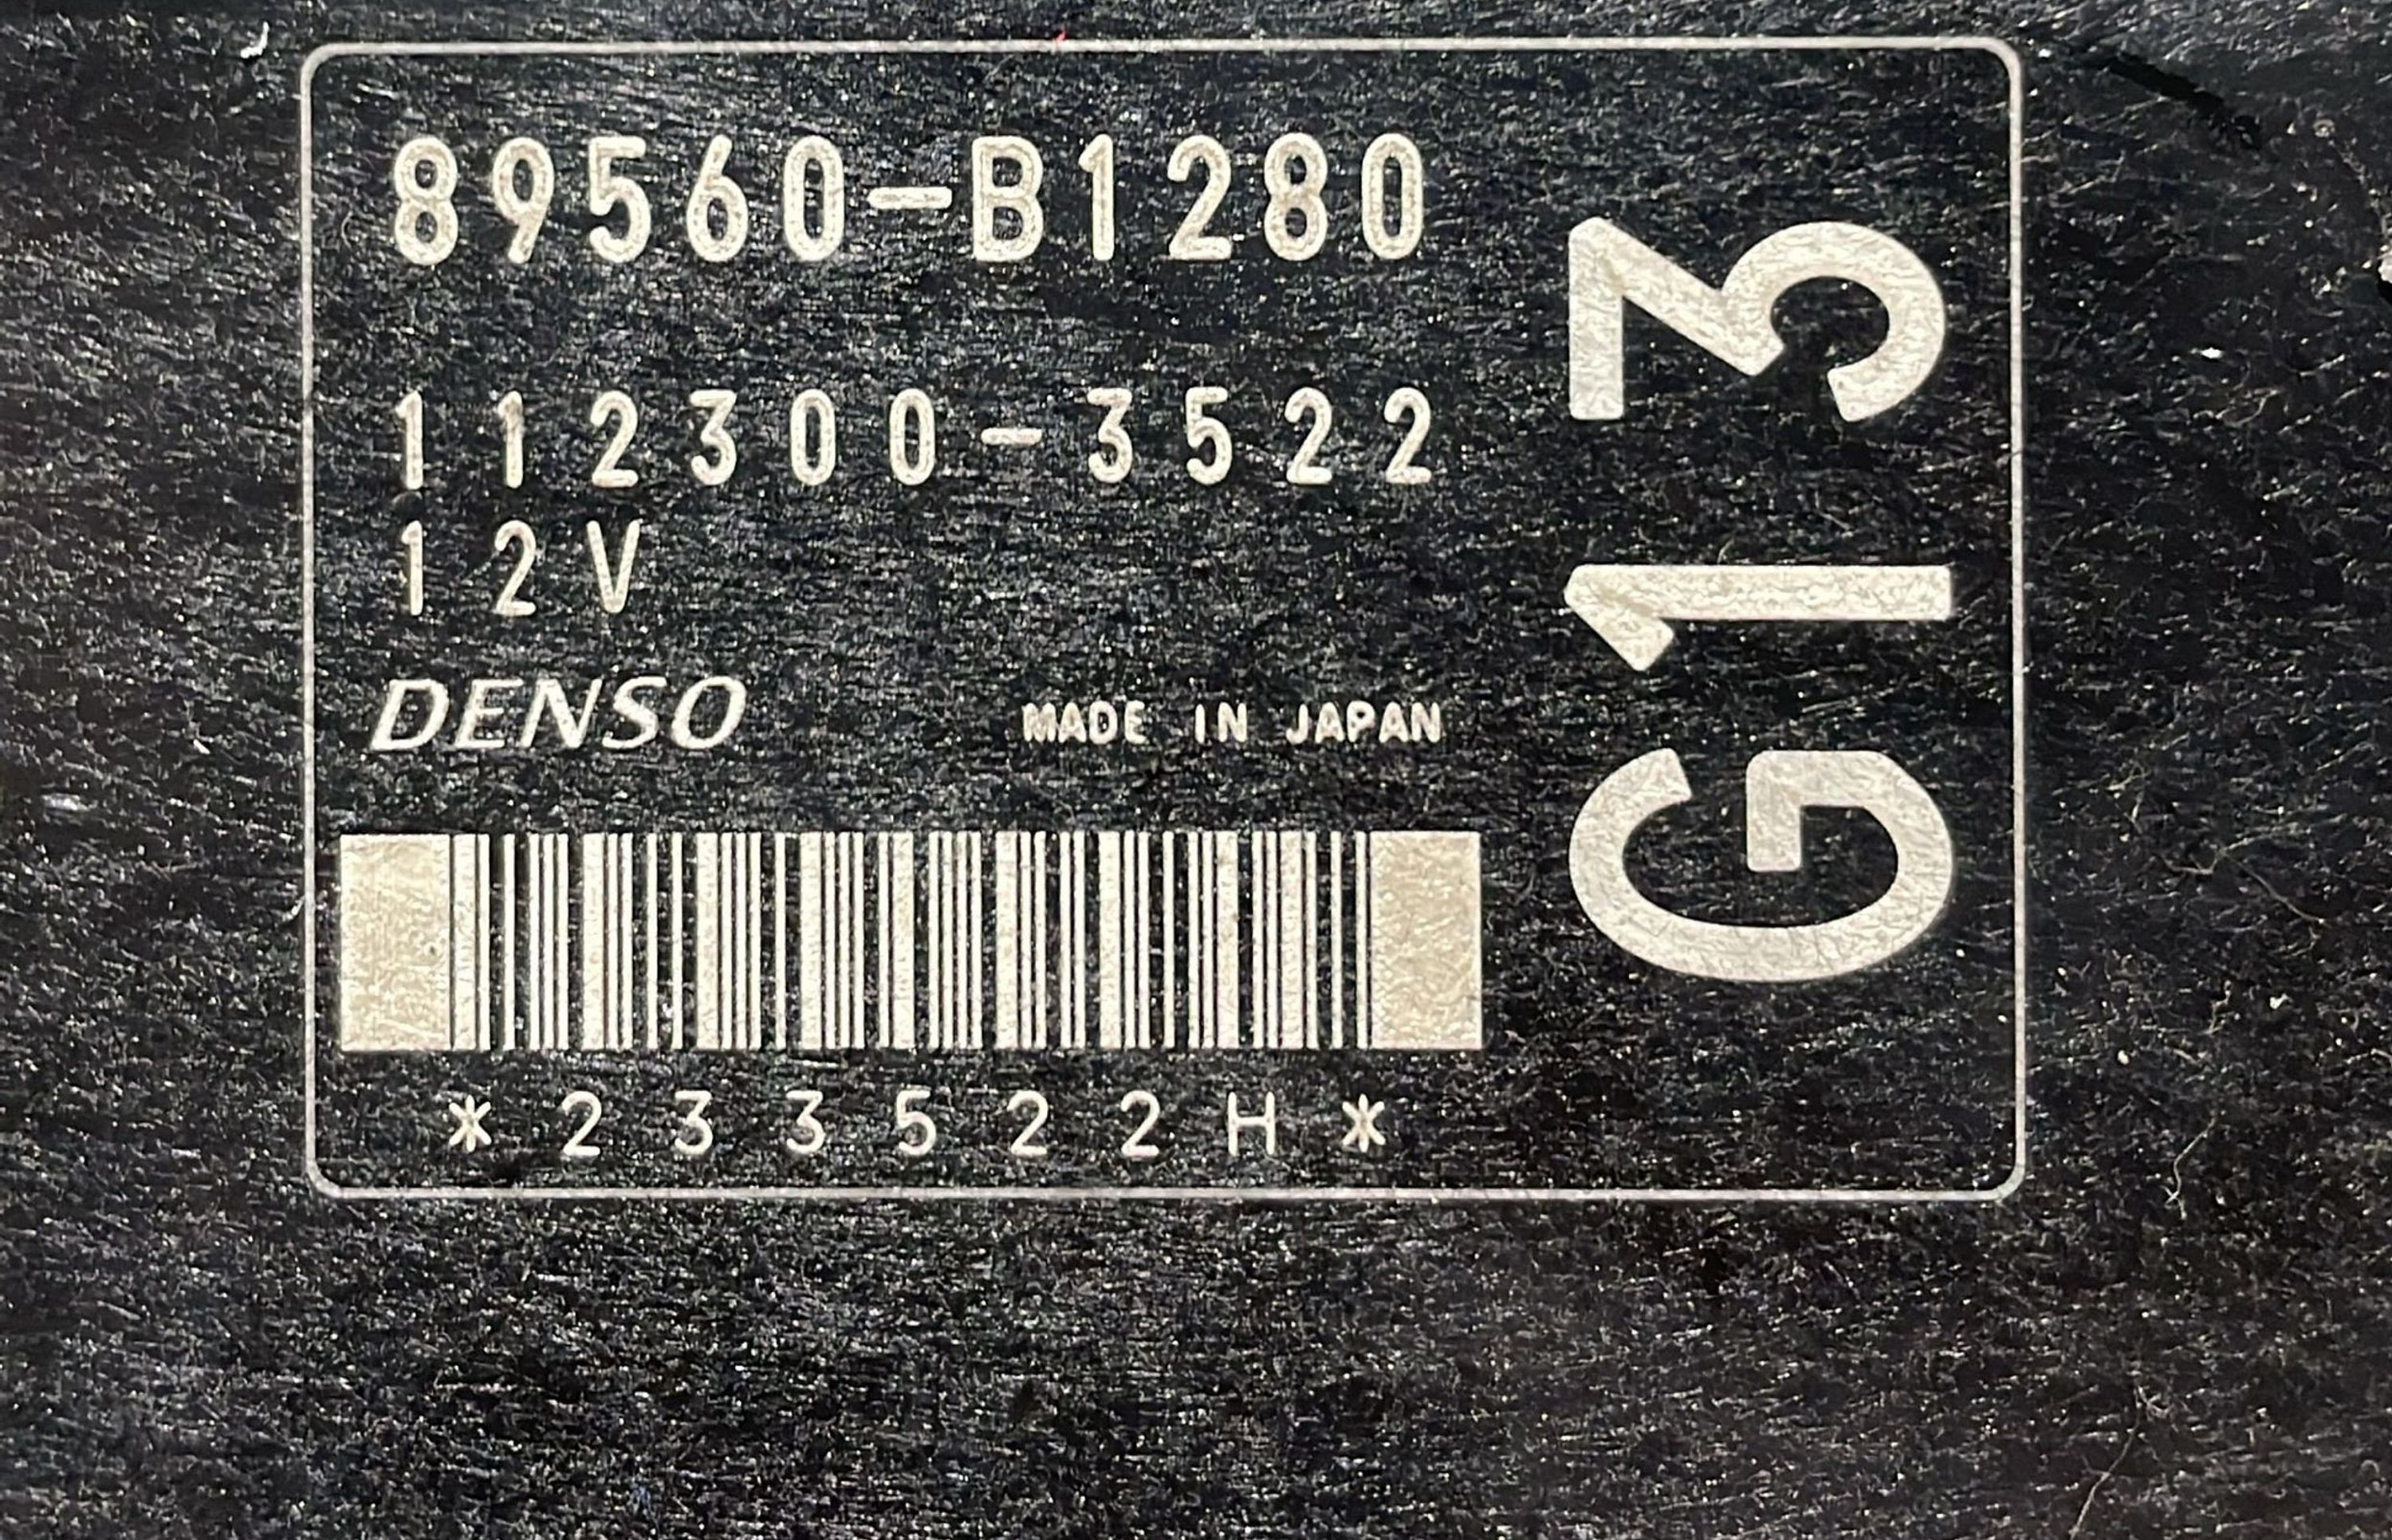 89560-B1280
112300-3522
12V
DENSO MADE IN JAPAN
*233522H*
G13